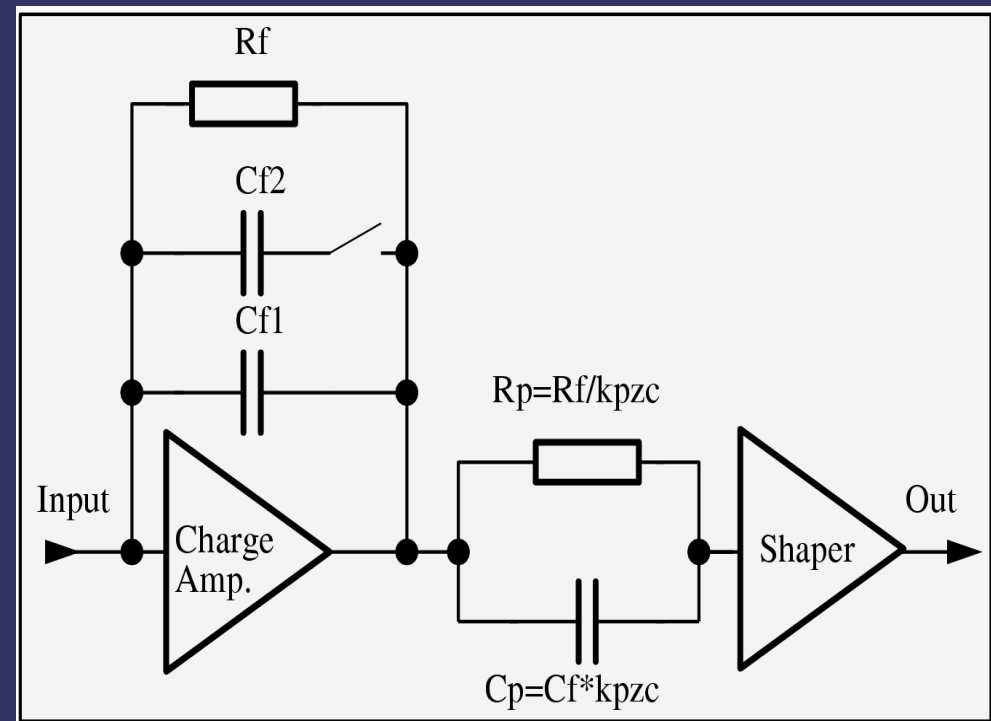 Rf
Cf2
Cf1
Rp=Rf/kpzc
Input
Charge
Amp.
Shaper
Out
Cp=Cf*kpzc